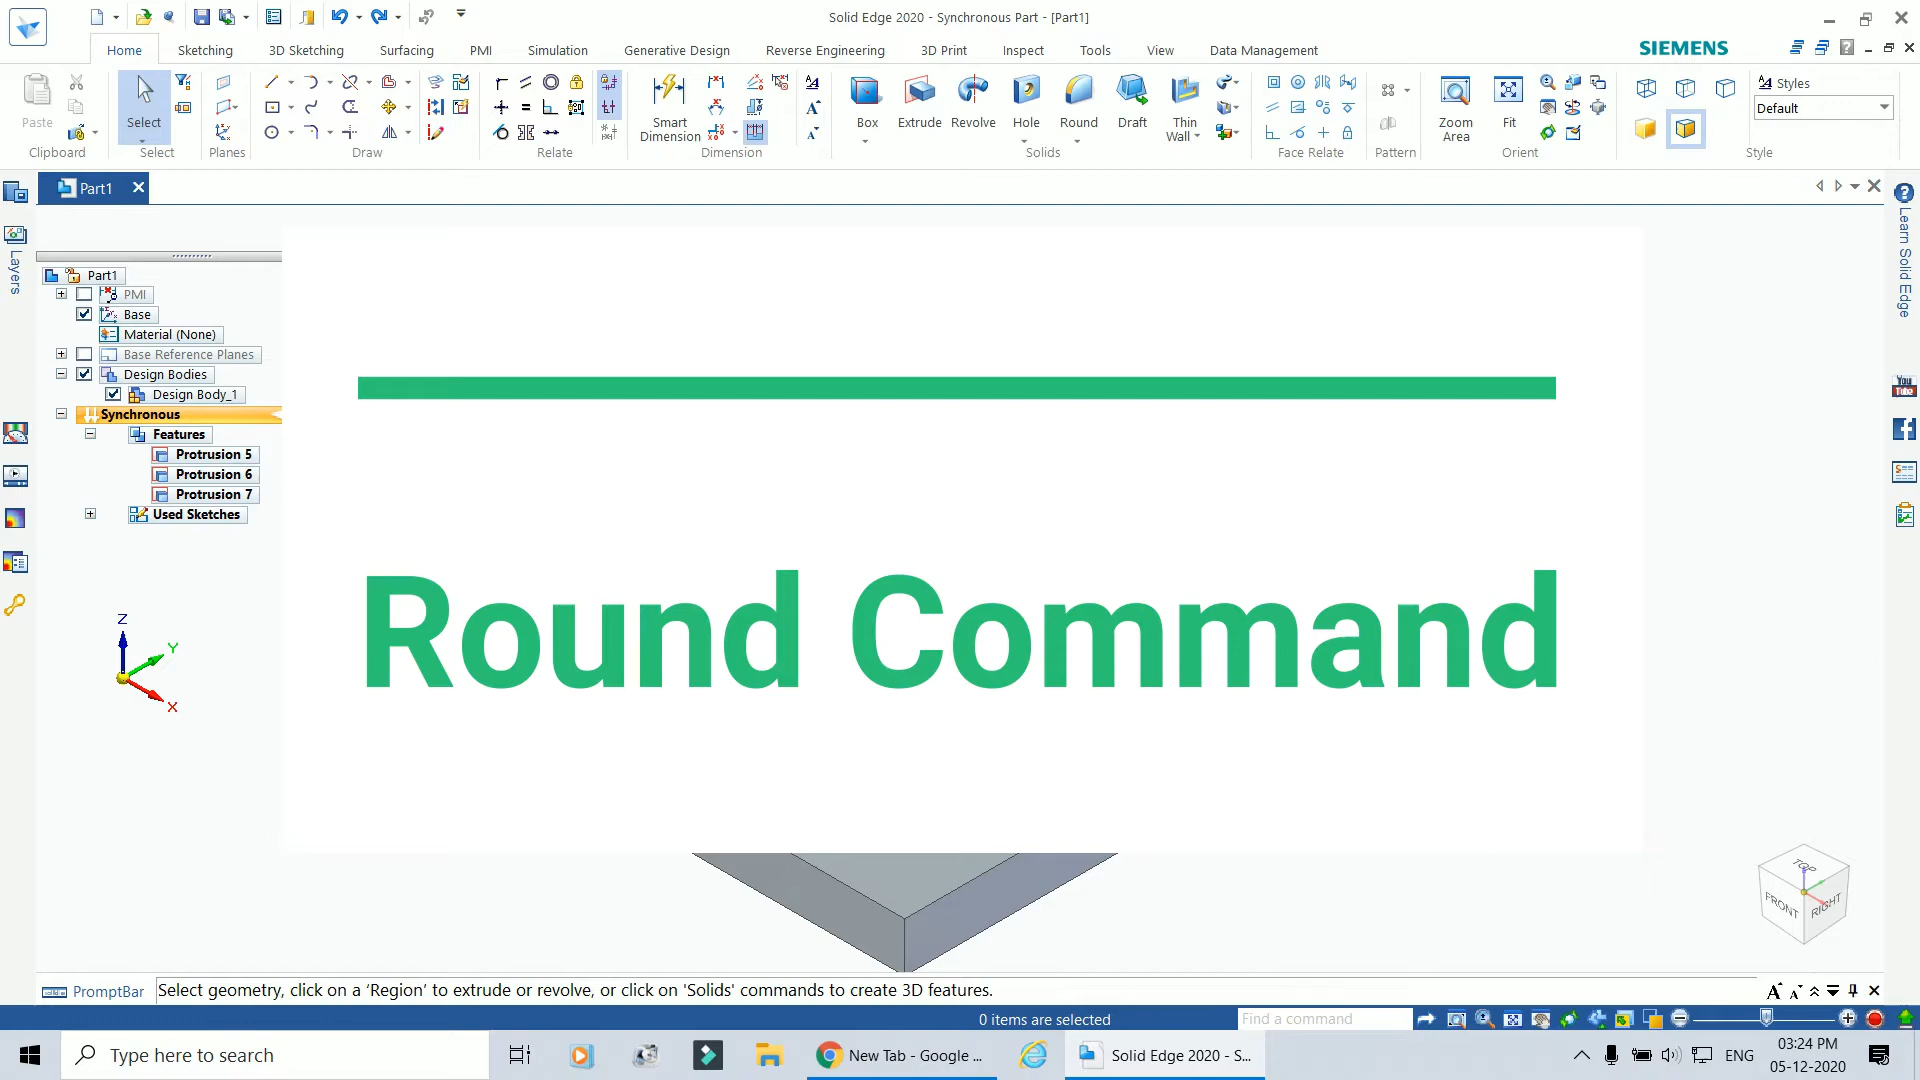 Solid Edge 2020 - Synchronous Part - [Part1]
Home
Sketching
3D Sketching
Surfacing
PMI
Simulation
Generative Design
Reverse Engineering
3D Print
Inspect
Tools
View
Data Management
SIEMENS
Paste
Clipboard
Select
Select
Planes
Draw
Relate
Smart
Dimension
Dimension
Box
Extrude
Revolve
Hole
Round
Draft
Thin
Wall
Solids
Face Relate
Pattern
Zoom
Area
Fit
Orient
Styles
Default
Style
Part1
Layers
Learn Solid Edge
You
Tube
Part1
PMI
Base
Material (None)
Base Reference Planes
Design Bodies
Design Body_1
Synchronous
Features
Protrusion 5
Protrusion 6
Protrusion 7
Used Sketches
Z
Y
X
Round Command
TOP
FRONT
RIGHT
PromptBar
Select geometry, click on a ‘Region’ to extrude or revolve, or click on 'Solids' commands to create 3D features.
0 items are selected
Find a command
Type here to search
New Tab - Google ...
Solid Edge 2020 - S...
ENG
03:24 PM
05-12-2020